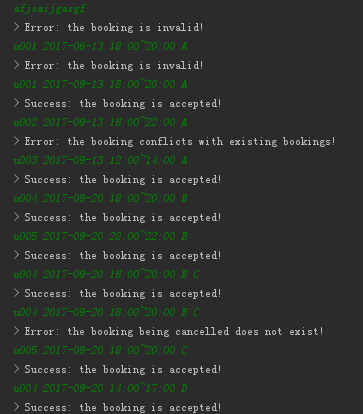 afjoaijgasgf
> Error: the booking is invalid!
u001 2017-06-13 18:00~20:00 A
> Error: the booking is invalid!
u001 2017-09-13 18:00~20:00 A
> Success: the booking is accepted!
u002 2017-09-13 18:00~22:00 A
> Error: the booking conflicts with existing bookings!
u003 2017-09-13 12:00~14:00 A
> Success: the booking is accepted!
u004 2017-09-20 18:00~20:00 B
> Success: the booking is accepted!
u005 2017-09-20 20:00~22:00 B
> Success: the booking is accepted!
u004 2017-09-20 18:00~20:00 B C
> Success: the booking is accepted!
u004 2017-09-20 18:00~20:00 B C
> Error: the booking being cancelled does not exist!
u005 2017-09-20 18:00~20:00 C
> Success: the booking is accepted!
u004 2017-09-20 14:00~17:00 D
> Success: the booking is accepted!